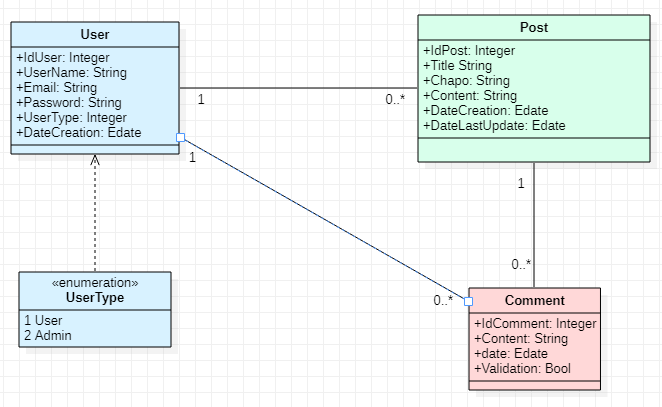 User
+IdUser: Integer
+UserName: String
+Email: String
+Password: String
+UserType: Integer
+DateCreation: Edate
Post
+IdPost: Integer
+Title String
+Chapo: String
+Content: String
+DateCreation: Edate
+DateLastUpdate: Edate
1
0..*
1
1
0..*
0..*
«enumeration»
UserType
1 User
2 Admin
Comment
+IdComment: Integer
+Content: String
+date: Edate
+Validation: Bool